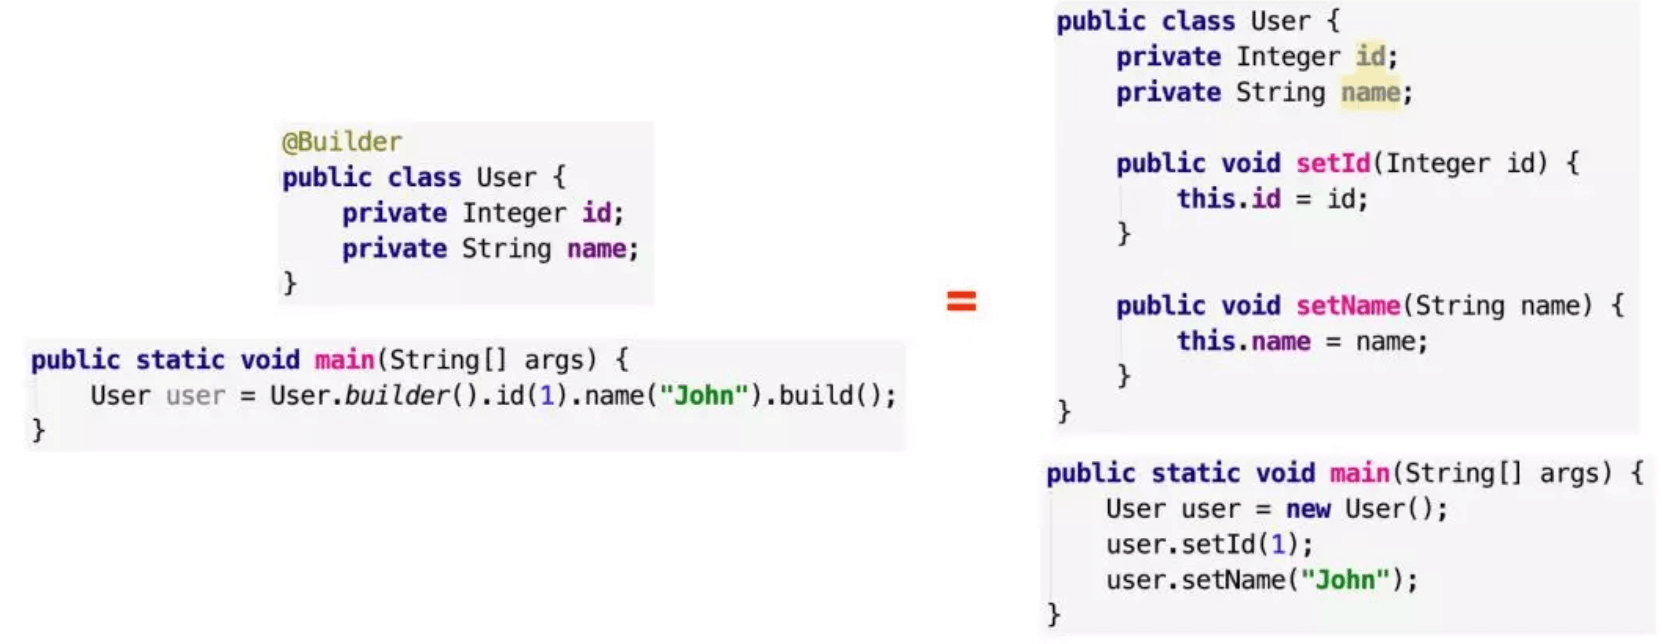 @Builder
public class User {
    private Integer id;
    private String name;
}
public static void main(String[] args) {
    User user = User.builder().id(1).name("John").build();
}
=
public class User {
    private Integer id;
    private String name;

    public void setId(Integer id) {
        this.id = id;
    }

    public void setName(String name) {
        this.name = name;
    }
}
public static void main(String[] args) {
    User user = new User();
    user.setId(1);
    user.setName("John");
}